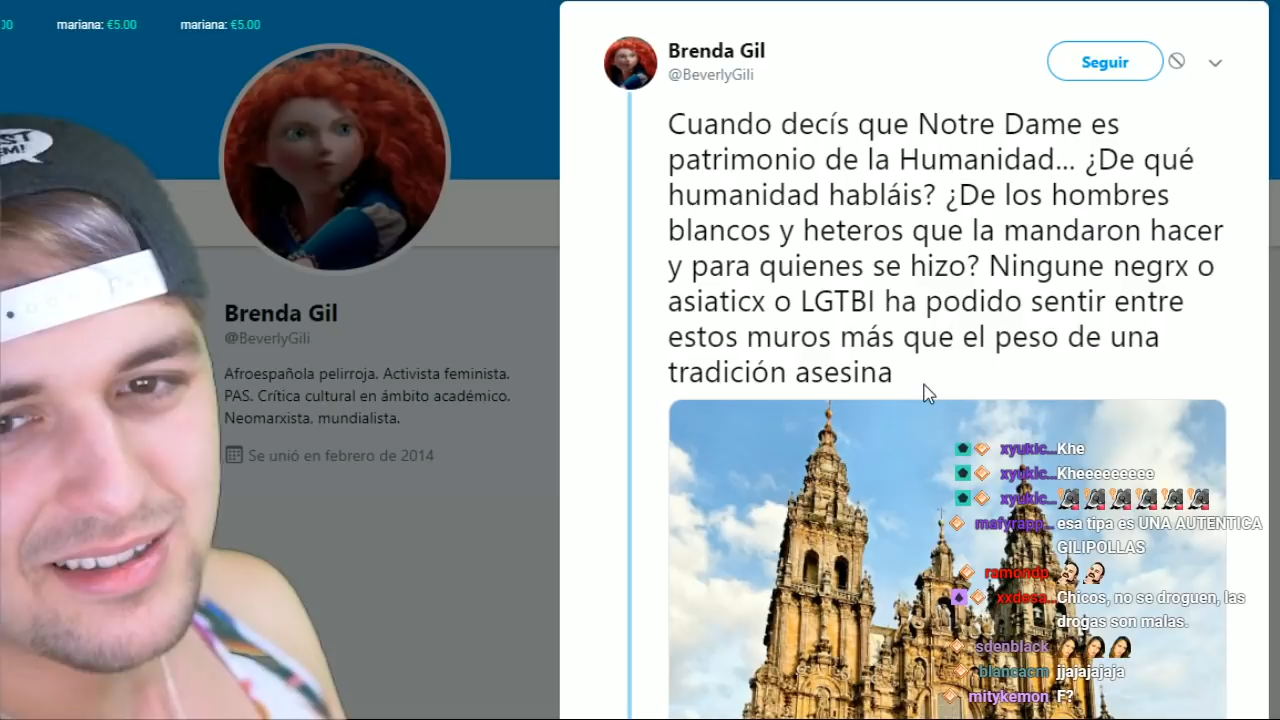 mariana: €5.00
mariana: €5.00
Brenda Gil
@BeverlyGili
Afroespañola pelirroja. Activista feminista.
PAS. Crítica cultural en ámbito académico.
Neomarxista, mundialista.
Se unió en febrero de 2014
Brenda Gil
@BeverlyGili
Seguir
Cuando decís que Notre Dame es
patrimonio de la Humanidad... ¿De qué
humanidad habláis? ¿De los hombres
blancos y heteros que la mandaron hacer
y para quienes se hizo? Ningune negrx o
asiaticx o LGTBI ha podido sentir entre
estos muros más que el peso de una
tradición asesina
xyukic... Khe
xyukic... Kheeeeeeeee
xyukic...
mafyrapp... esa tipa es UNA AUTENTICA
GILIPOLLAS
ramondp
xxdesa... Chicos, no se droguen, las
drogas son malas.
sdenblack
blancacm jjajajajaja
mitykemon F?